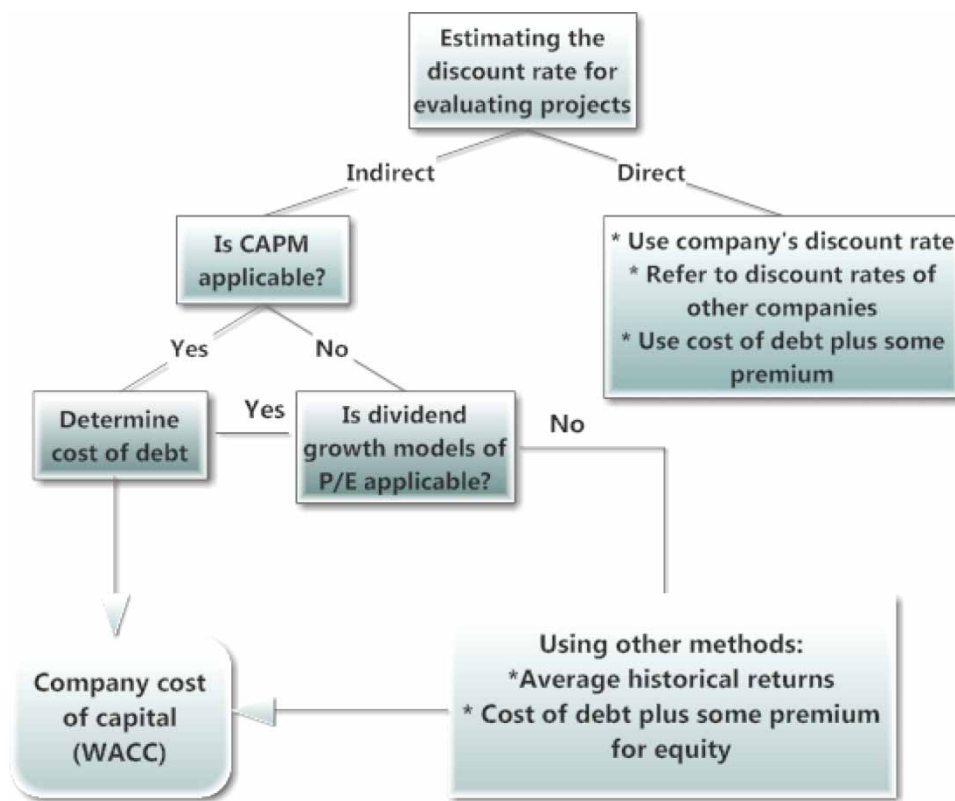 Estimating the
discount rate for
evaluating projects
Indirect
Direct
Is CAPM
applicable?
* Use company's discount rate
* Refer to discount rates of
other companies
* Use cost of debt plus some
premium
Yes
No
Determine
cost of debt
Yes
Is dividend
growth models of
P/E applicable?
No
Company cost
of capital
(WACC)
Using other methods:
*Average historical returns
* Cost of debt plus some premium
for equity